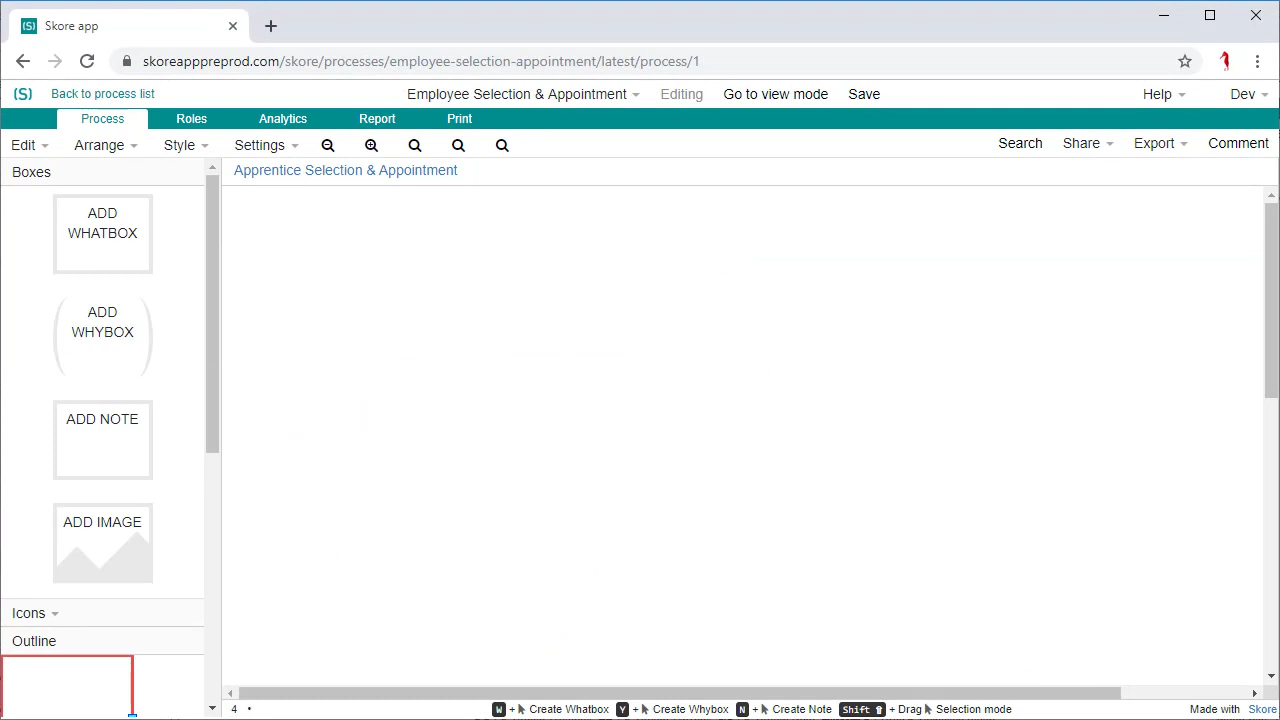 Skore app
skoreapppreprod.com/skore/processes/employee-selection-appointment/latest/process/1
(S) Back to process list Employee Selection & Appointment Editing Go to view mode Save Help Dev
Process Roles Analytics Report Print
Edit Arrange Style Settings Search Share Export Comment
Boxes
Apprentice Selection & Appointment
ADD
WHATBOX
ADD
WHYBOX
ADD NOTE
ADD IMAGE
Icons
Outline
4 • W + Create Whatbox Y + Create Whybox N + Create Note Shift + Drag Selection mode Made with Skore